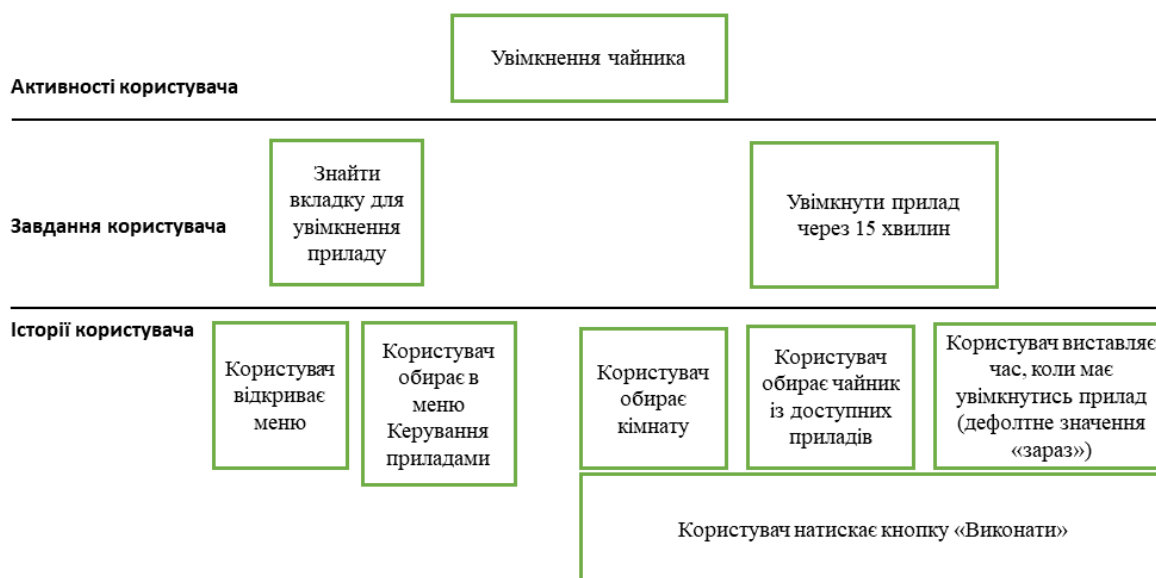 Увімкнення чайника
Активності користувача
Знайти
вкладку для
увімкнення
приладу
Завдання користувача
Увімкнути прилад
через 15 хвилин
Історії користувача
Користувач
відкриває
меню
Користувач
обирає в
меню
Керування
приладами
Користувач
обирає
кімнату
Користувач
обирає чайник
із доступних
приладів
Користувач виставляє
час, коли має
увімкнутись прилад
(дефолтне значення
«зараз»)
Користувач натискає кнопку «Виконати»